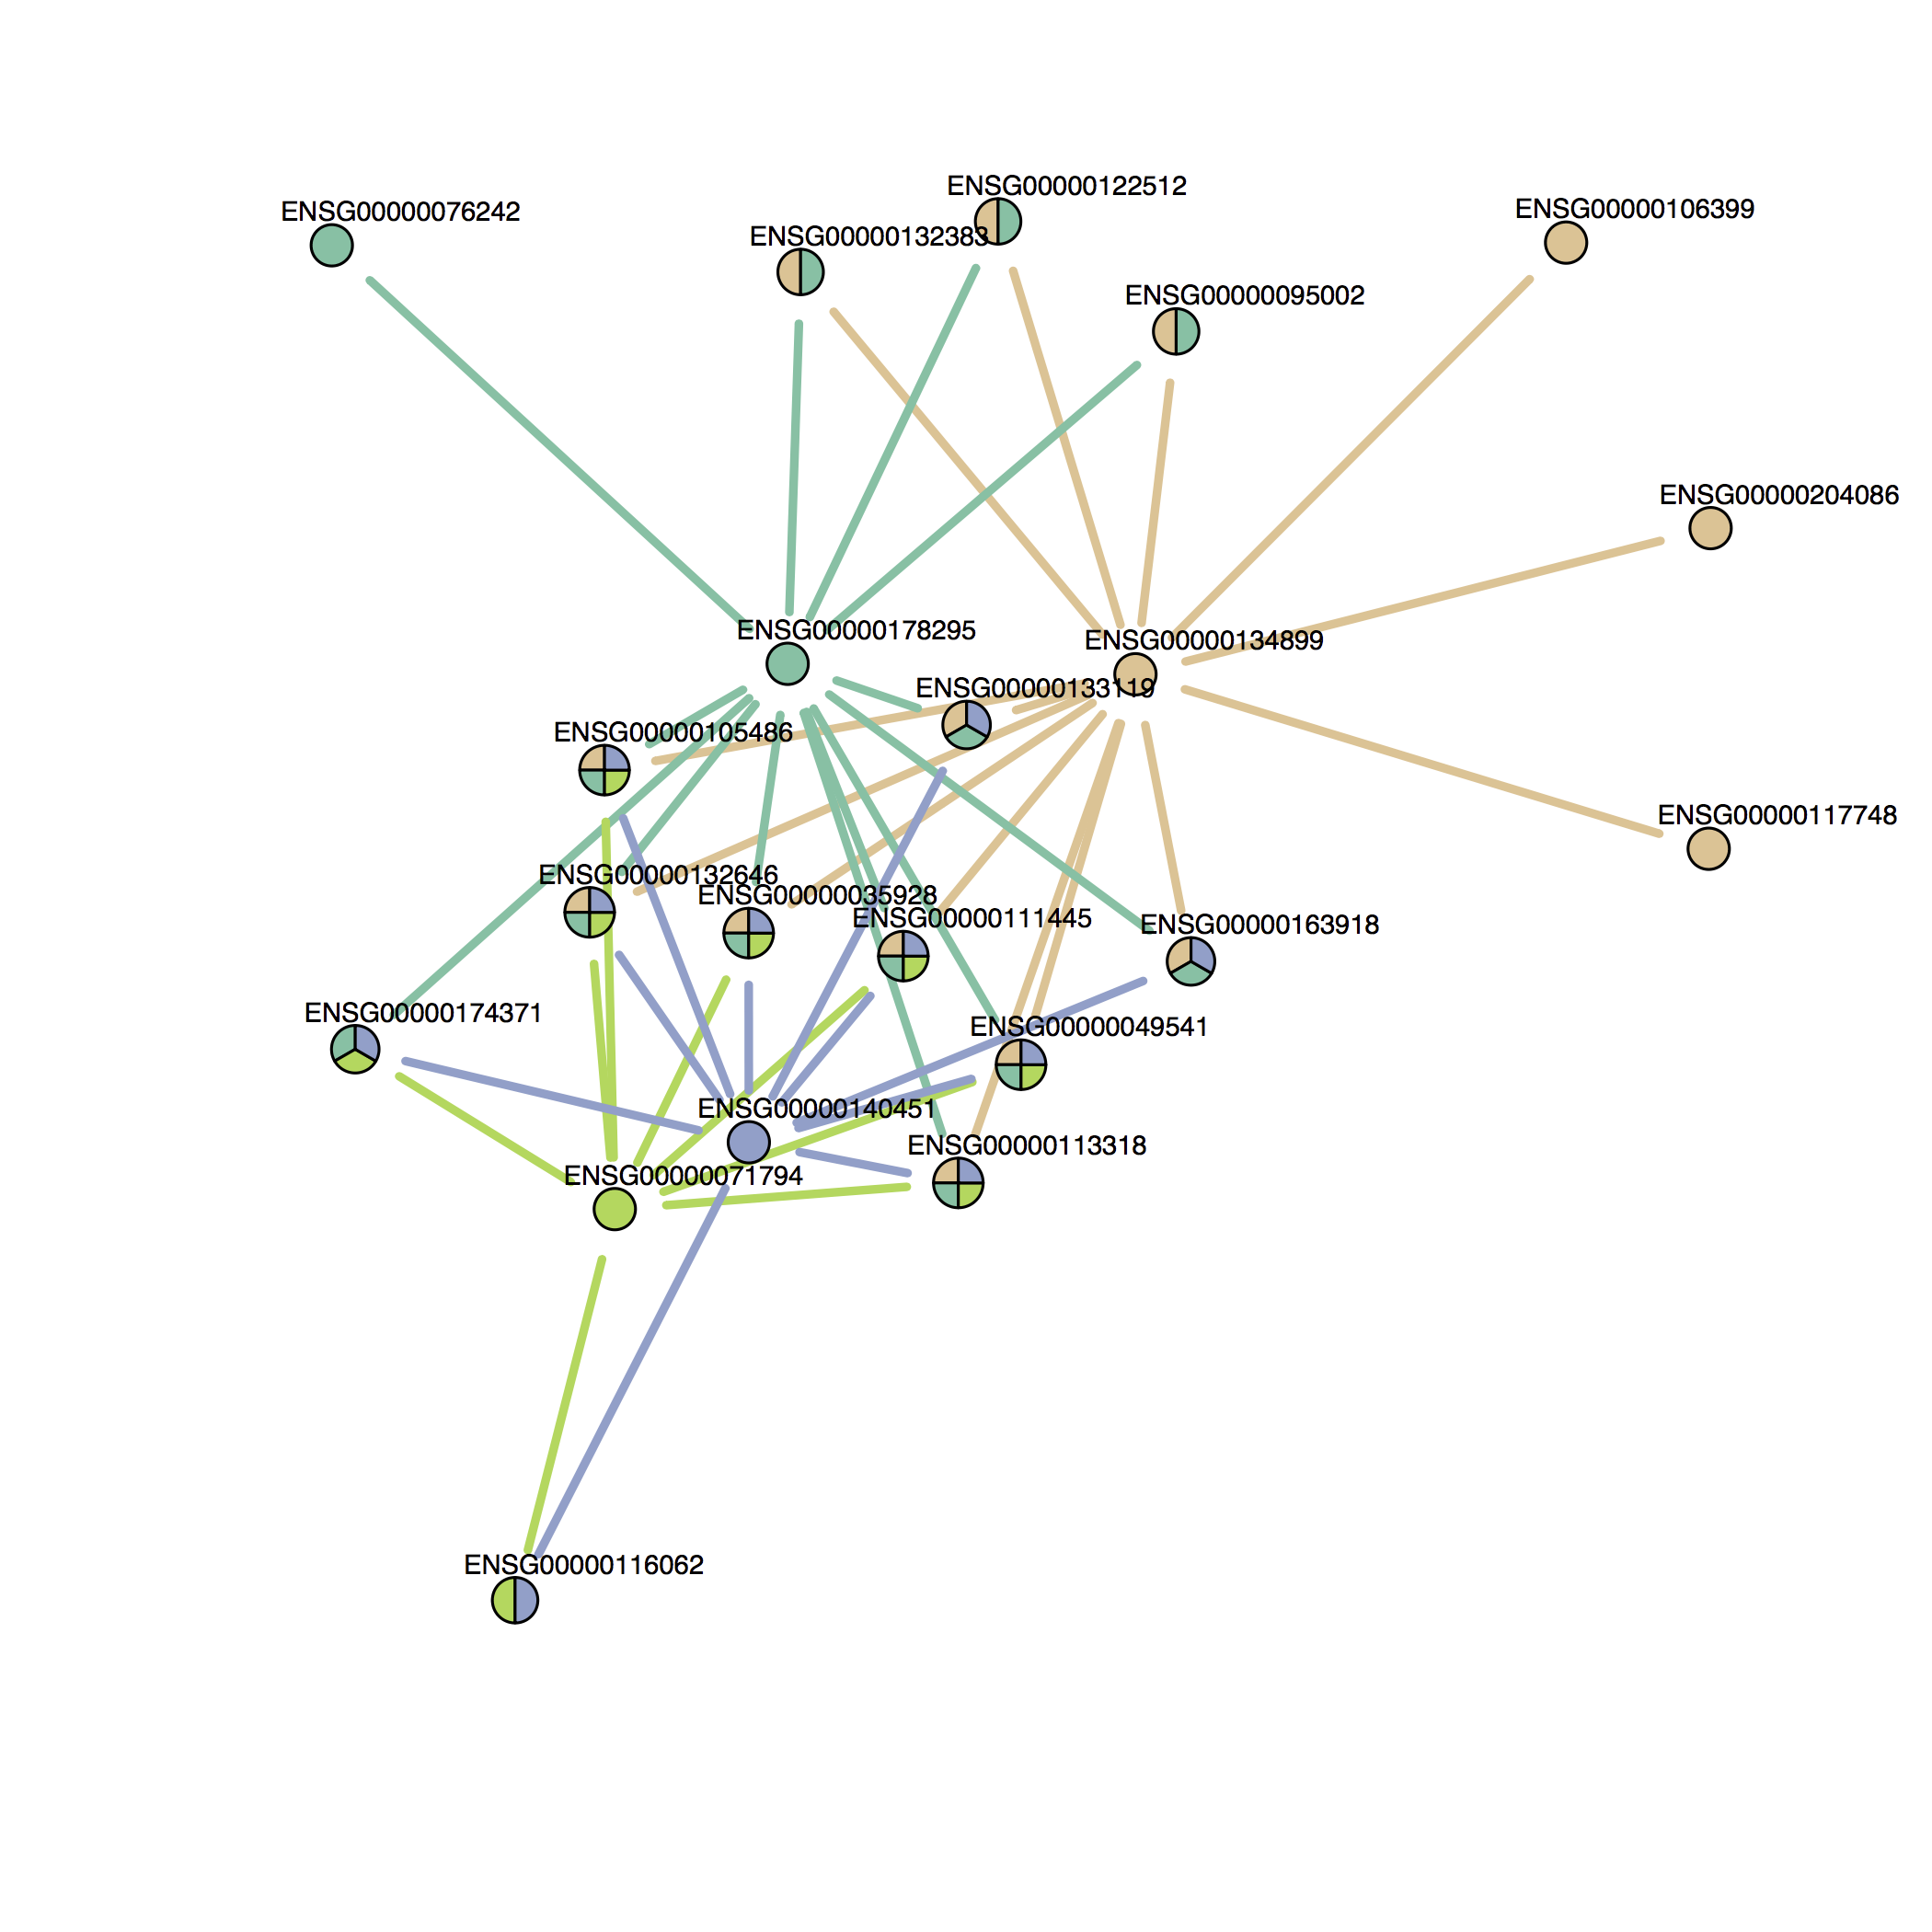 ENSG00000122512
ENSG00000106399
ENSG00000076242
ENSG00000132383
ENSG00000095002
ENSG00000204086
ENSG00000178295
ENSG00000134899
ENSG00000133119
ENSG00000105486
ENSG00000117748
ENSG00000132646
ENSG00000035928
ENSG00000111445
ENSG00000163918
ENSG00000174371
ENSG00000049541
ENSG00000140451
ENSG00000113318
ENSG00000071794
ENSG00000116062